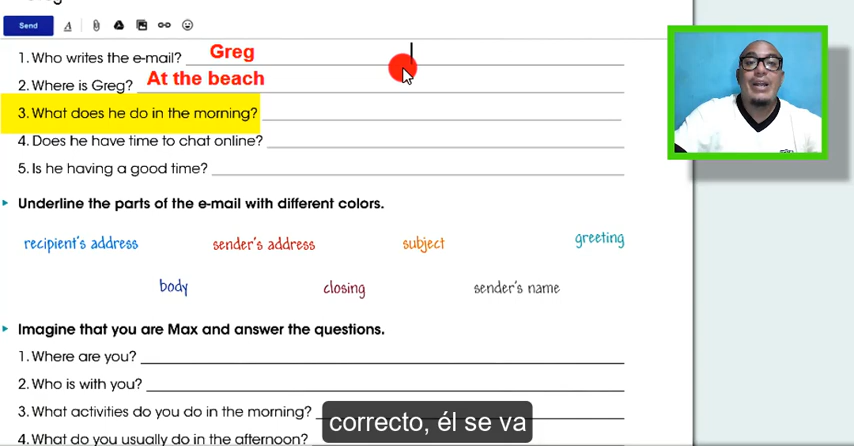 Send A
1. Who writes the e-mail? Greg
2. Where is Greg? At the beach
3. What does he do in the morning?
4. Does he have time to chat online?
5. Is he having a good time?
Underline the parts of the e-mail with different colors.
recipient's address sender's address subject greeting
body closing sender's name
Imagine that you are Max and answer the questions.
1. Where are you?
2. Who is with you?
3. What activities do you do in the morning?
4. What do you usually do in the afternoon?
correcto, él se va